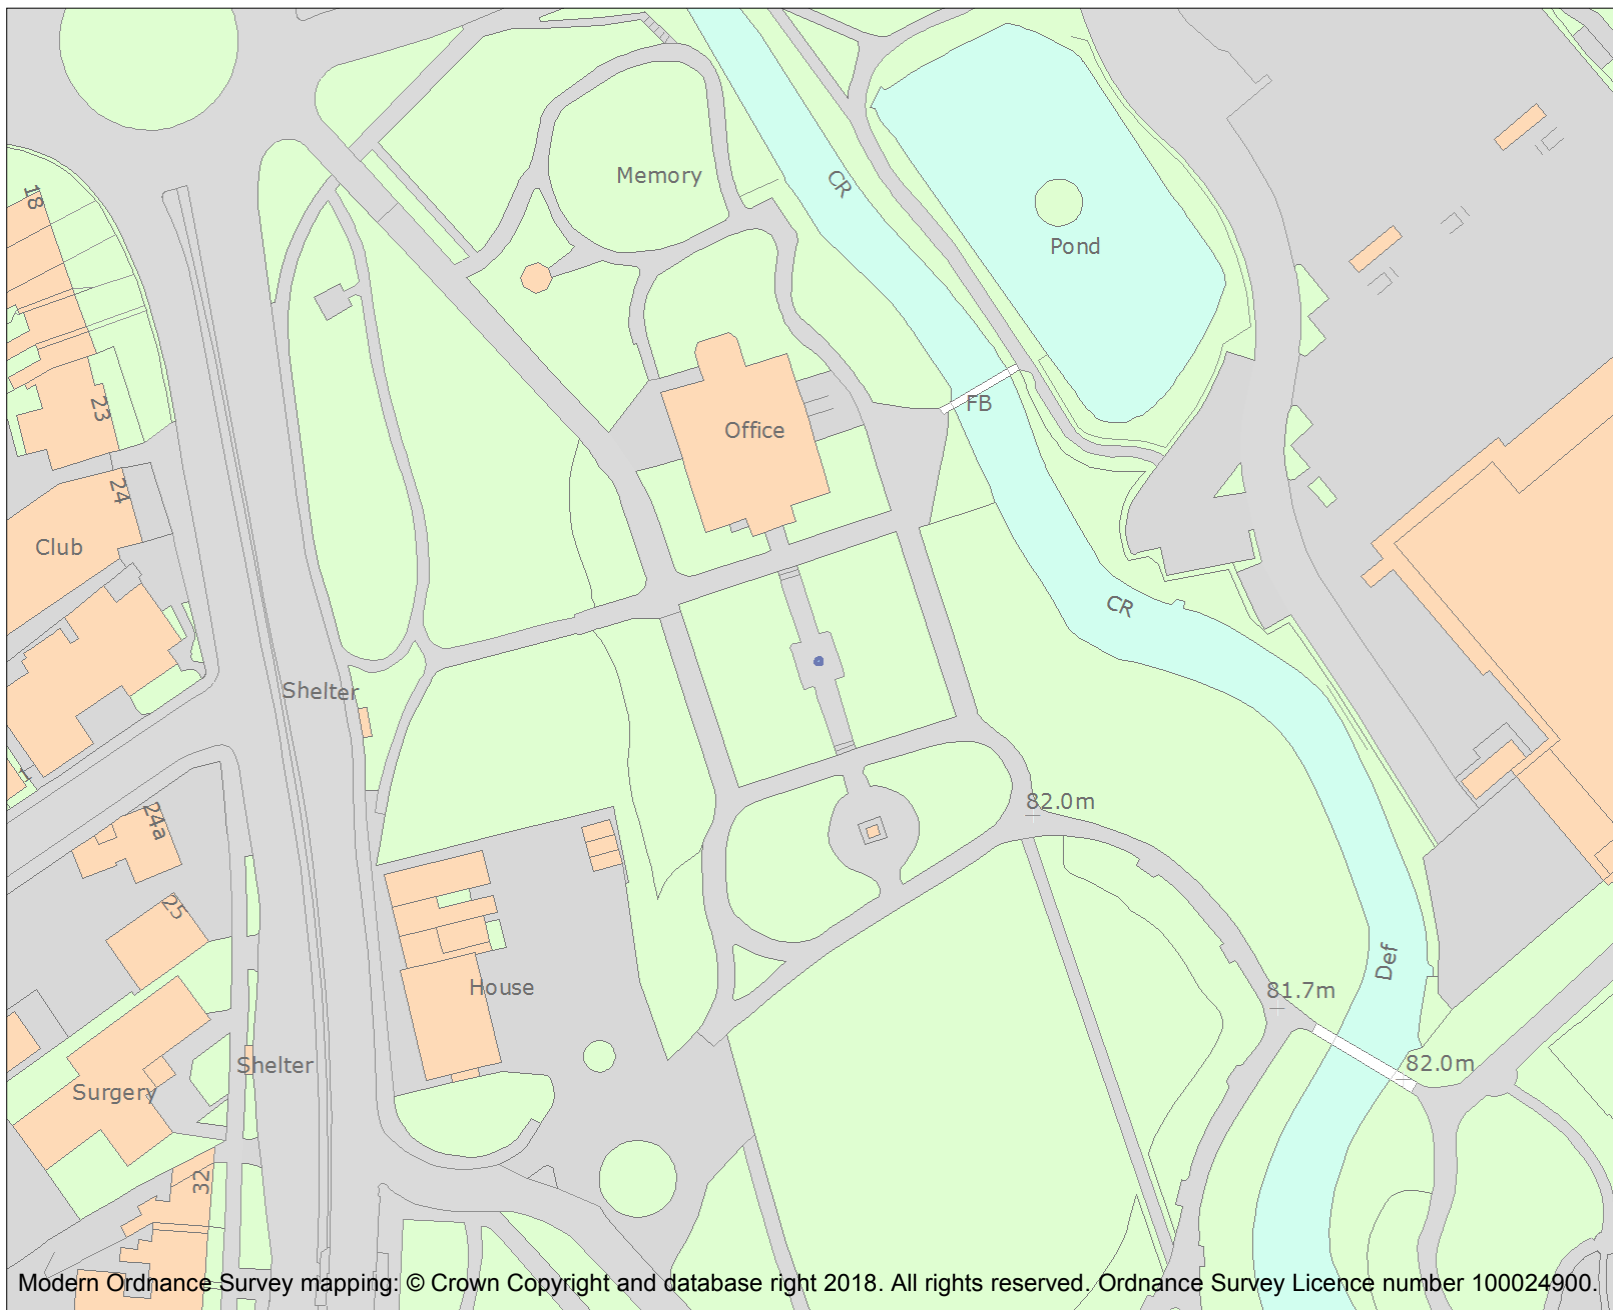 Memory
CR
Pond
18
23
FB
Office
24
Club
CR
Shelter
1
82.0m
24a
25
Def
House
81.7m
Shelter
82.0m
Surgery
32
Modern Ordnance Survey mapping: © Crown Copyright and database right 2018. All rights reserved. Ordnance Survey Licence number 100024900.